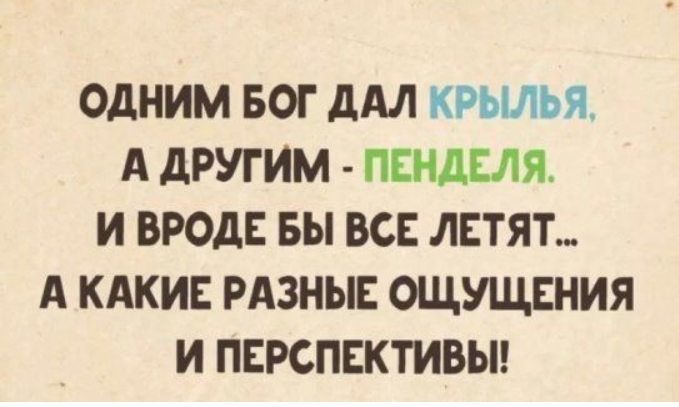 ОДНИМ БОГ ДАЛ КРЫЛЬЯ,
А ДРУГИМ - ПЕНДЕЛЯ.
И ВРОДЕ БЫ ВСЕ ЛЕТЯТ...
А КАКИЕ РАЗНЫЕ ОЩУЩЕНИЯ
И ПЕРСПЕКТИВЫ!